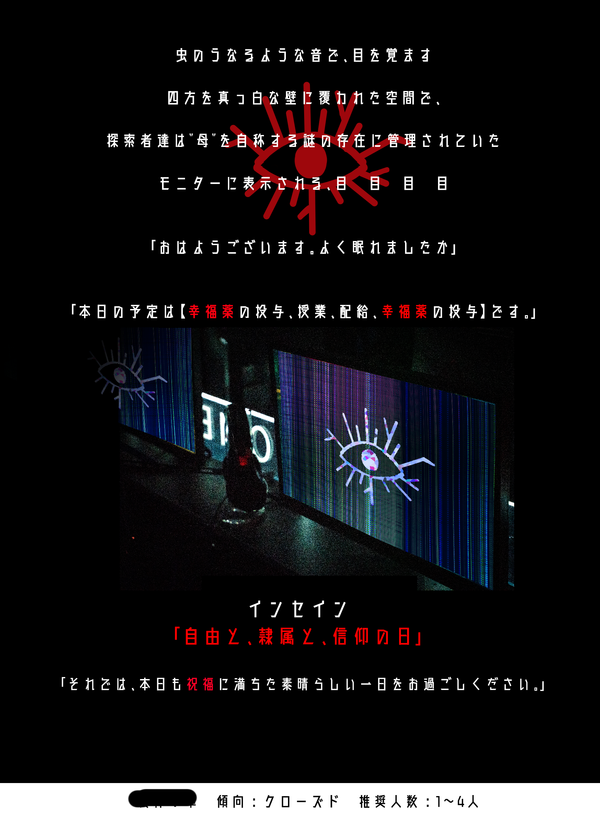 虫のうなるような音で、目を覚ます
四方を真っ白な壁に覆われた空間で、
探索者達は"母"を自称する謎の存在に管理されていた
モニターに表示される、目 目 目 目
「おはようございます。よく眠れましたか」
「本日の予定は【幸福薬の投与、授業、配給、幸福薬の投与】です。」
インセイン
「自由と、隷属と、信仰の日」
「それでは、本日も祝福に満ちた素晴らしい一日をお過ごしください。」
傾向：クローズド 推奨人数：1〜4人